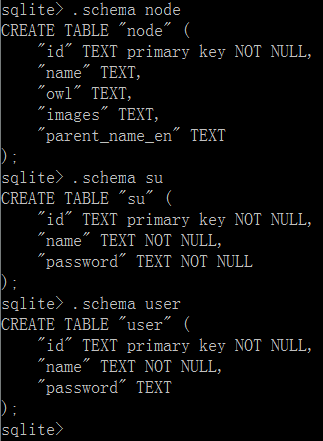 sqlite> .schema node
CREATE TABLE "node" (
    "id" TEXT primary key NOT NULL,
    "name" TEXT,
    "owl" TEXT,
    "images" TEXT,
    "parent_name_en" TEXT
);
sqlite> .schema su
CREATE TABLE "su" (
    "id" TEXT primary key NOT NULL,
    "name" TEXT NOT NULL,
    "password" TEXT NOT NULL
);
sqlite> .schema user
CREATE TABLE "user" (
    "id" TEXT primary key NOT NULL,
    "name" TEXT NOT NULL,
    "password" TEXT
);
sqlite>